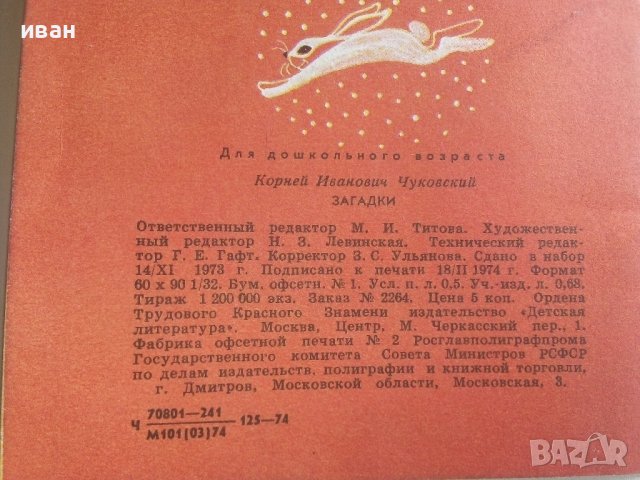 иван
Для дошкольного возраста
Корней Иванович Чуковский
ЗАГАДКИ
Ответственный редактор М. И. Титова. Художествен-
ный редактор Н. З. Левинская. Технический редак-
тор Г. Е. Гафт. Корректор З. С. Ульянова. Сдано в набор
14/XI 1973 г. Подписано к печати 18/II 1974 г. Формат
60 х 90 1/32. Бум. офсетн. № 1. Усл. п. л. 0,5. Уч.-изд. л. 0,68.
Тираж 1 200 000 экз. Заказ № 2264. Цена 5 коп. Ордена
Трудового Красного Знамени издательство «Детская
литература». Москва, Центр, М. Черкасский пер., 1.
Фабрика офсетной печати № 2 Росглавполиграфпрома
Государственного комитета Совета Министров РСФСР
по делам издательств, полиграфии и книжной торговли,
г. Дмитров, Московской области, Московская, 3.
Ч 70801—241 125—74
М101(03)74
BAZAR